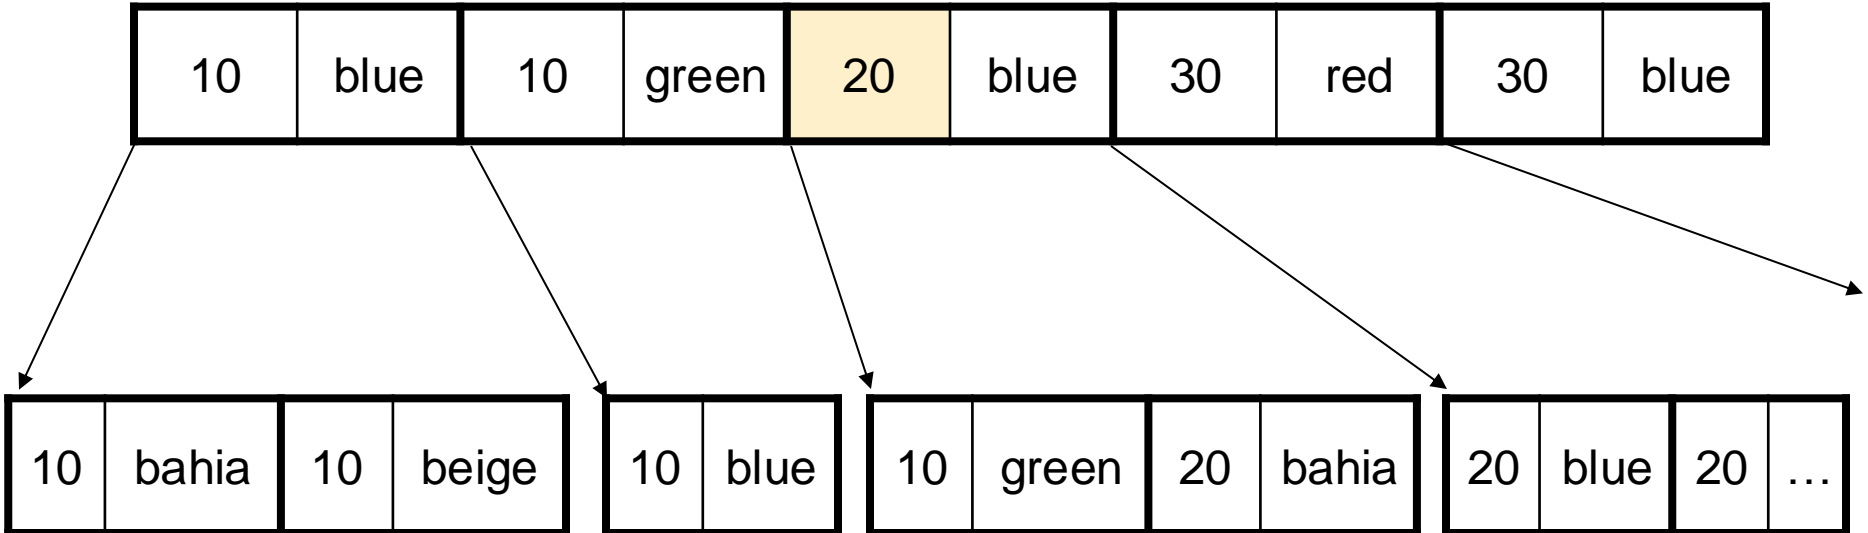 10 blue 10 green 20 blue 30 red 30 blue
10 bahia 10 beige 10 blue 10 green 20 bahia 20 blue 20 …